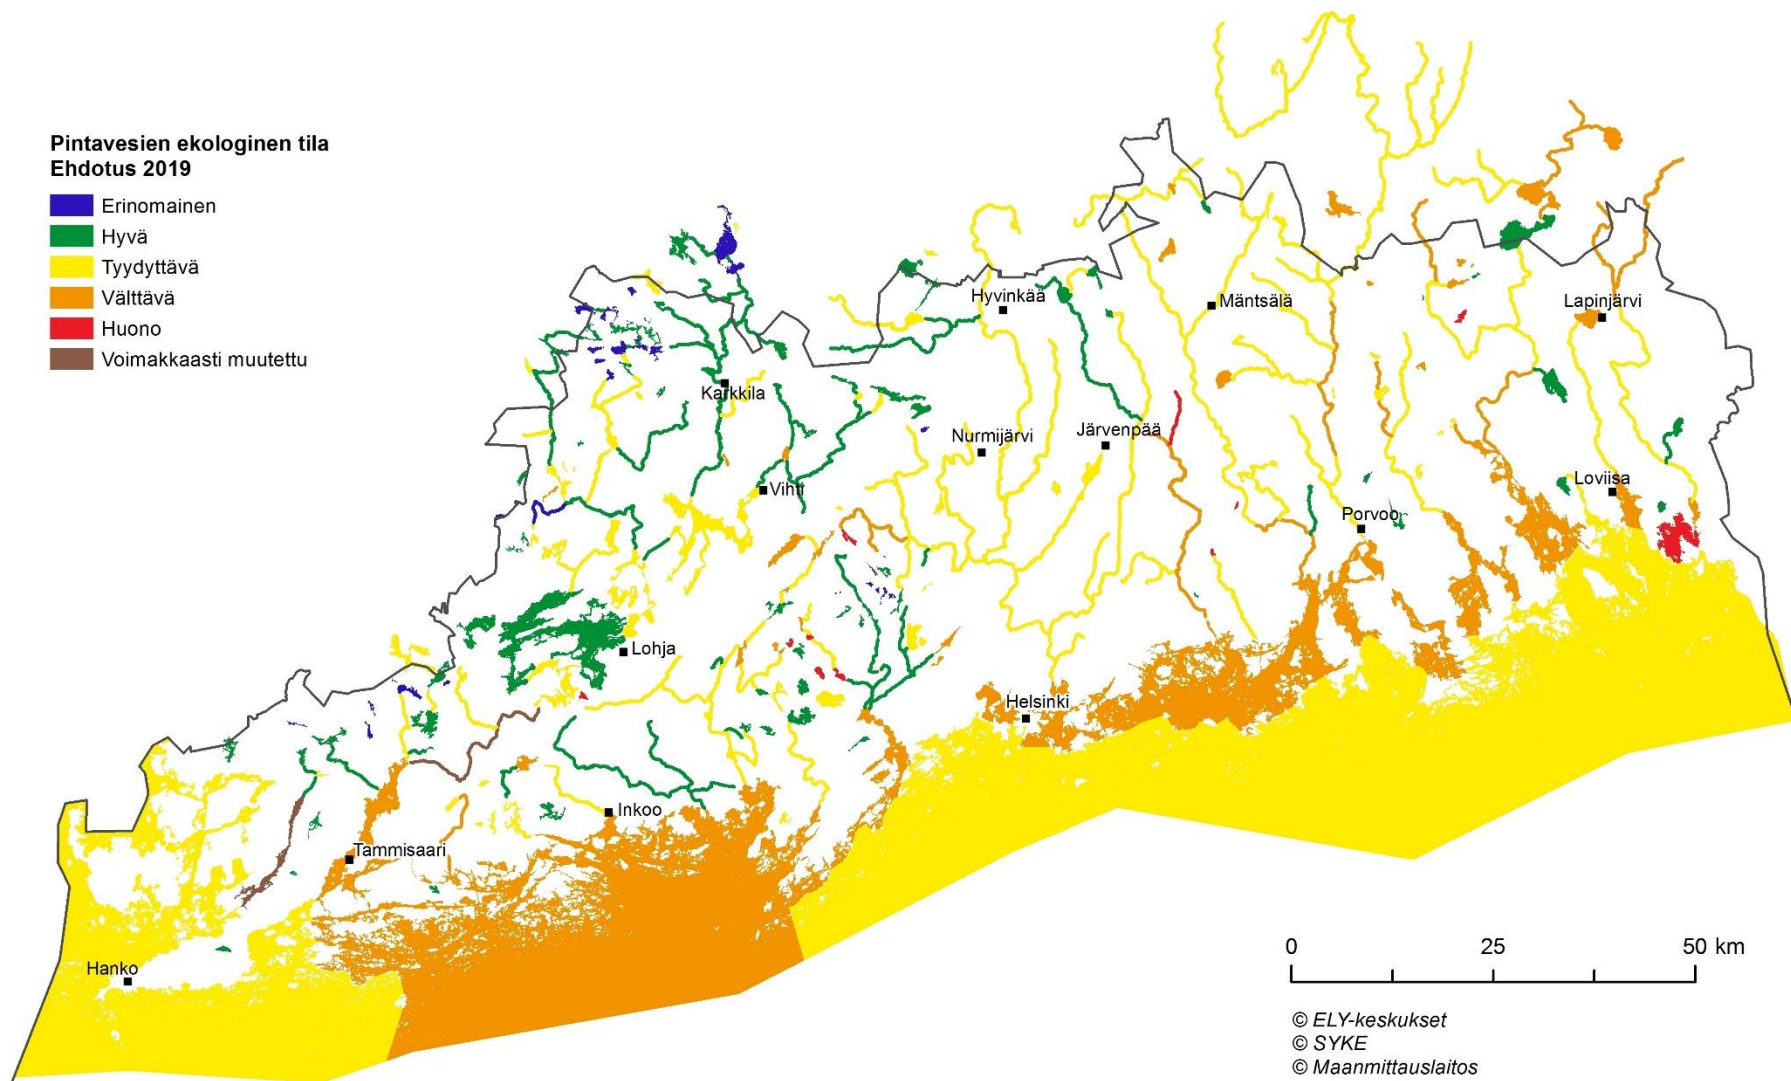 Pintavesien ekologinen tila
Ehdotus 2019
Erinomainen
Hyvä
Tyydyttävä
Välttävä
Huono
Voimakkaasti muutettu
Hyvinkää
Mäntsälä
Lapinjärvi
Karkkila
Nurmijärvi
Järvenpää
Vihti
Loviisa
Porvoo
Lohja
Helsinki
Inkoo
Tammisaari
Hanko
0 25 50 km
© ELY-keskukset
© SYKE
© Maanmittauslaitos